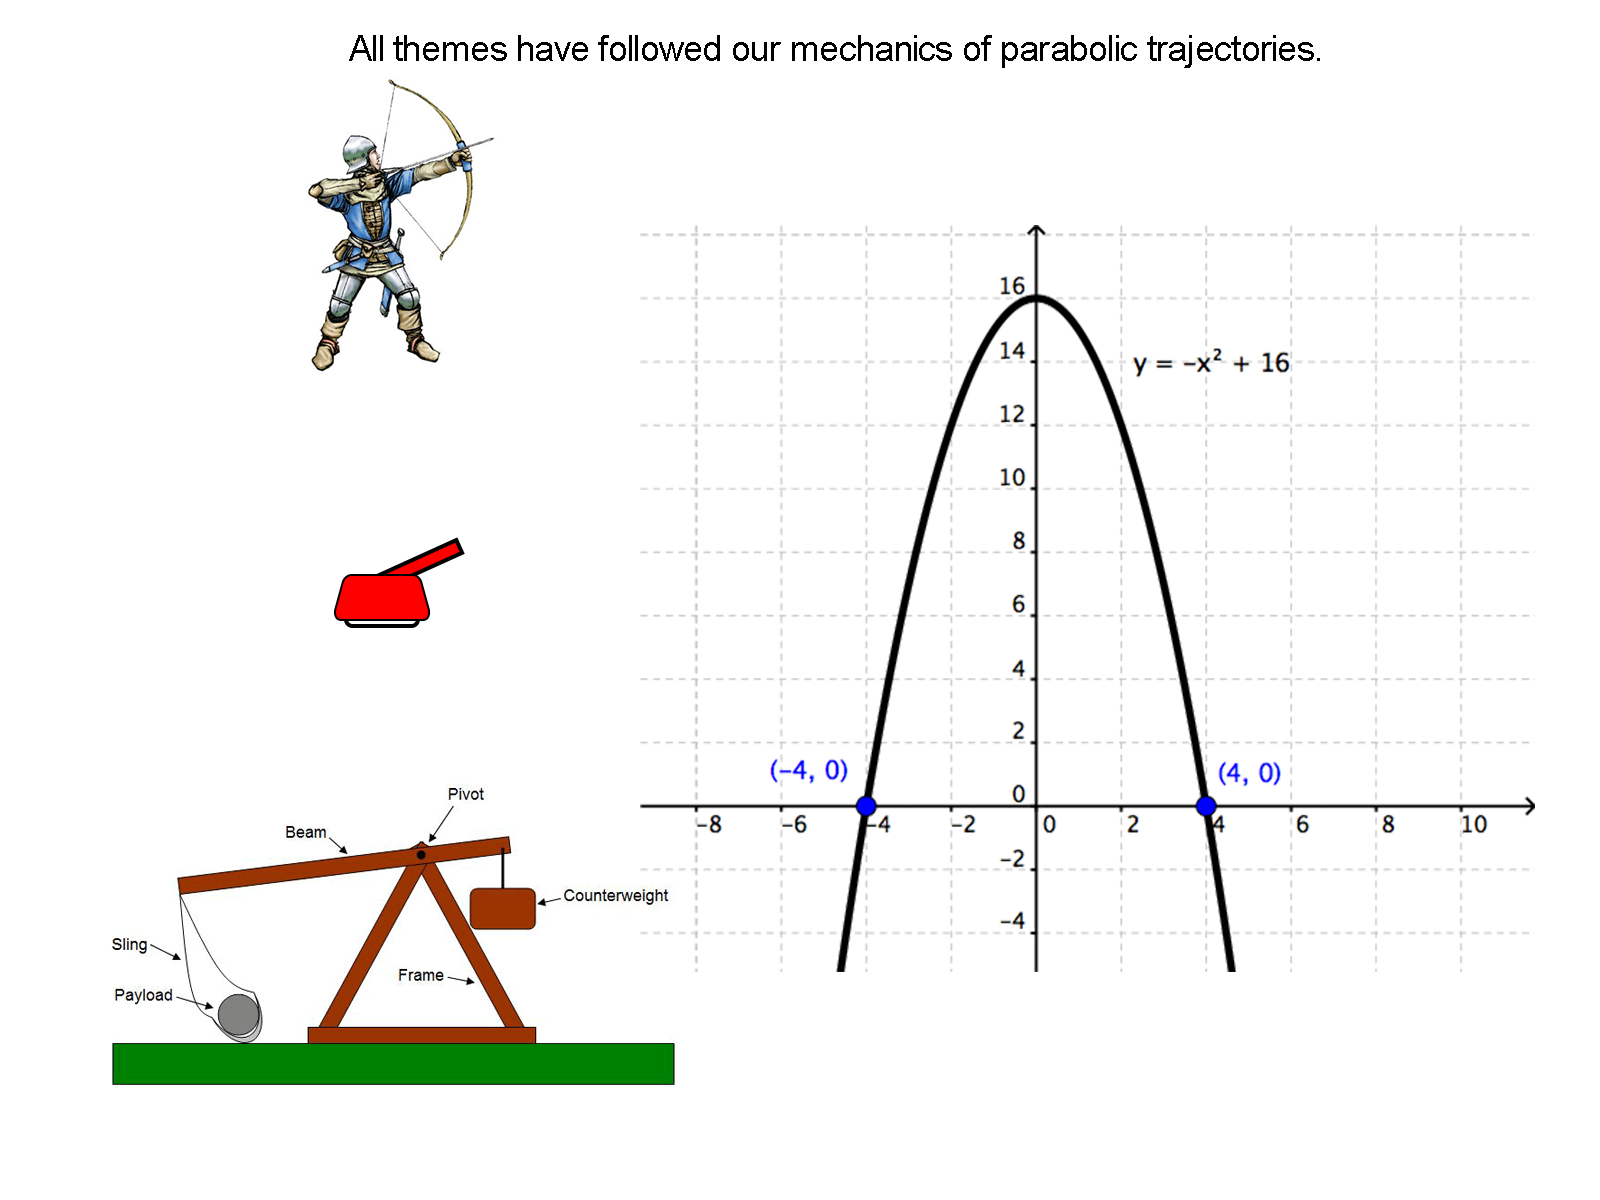 All themes have followed our mechanics of parabolic trajectories.
16
14
y = -x² + 16
12
10
8
6
4
2
(-4, 0)
(4, 0)
0
-8 -6 -4 -2 0 2 4 6 8 10
-2
-4
Pivot
Beam
Counterweight
Sling
Frame
Payload